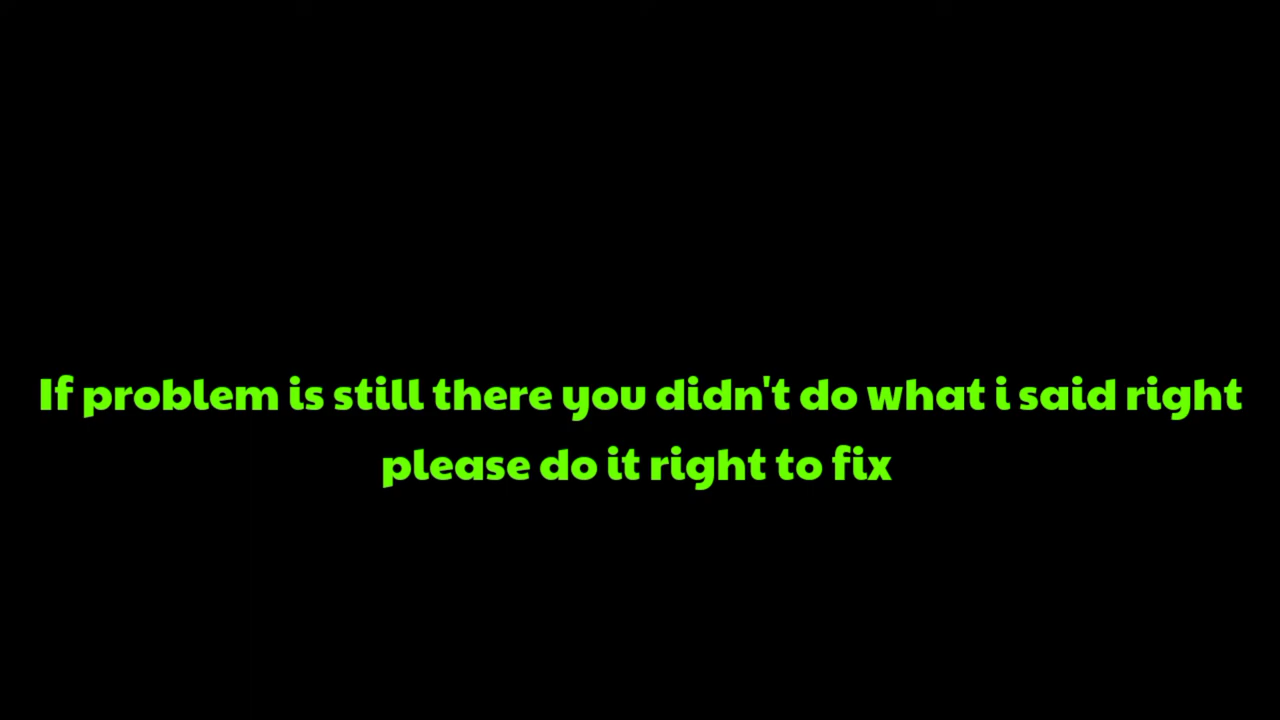 If problem is still there you didn't do what i said right
please do it right to fix